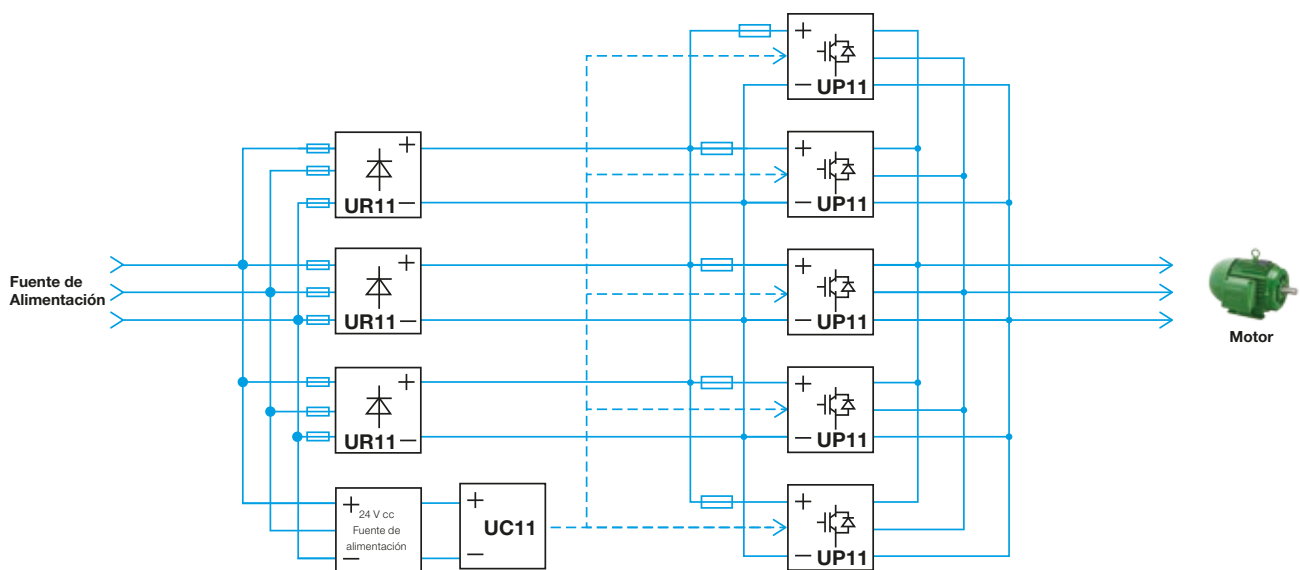 +
UP11
—
+
UR11
—
+
UP11
—
Fuente de
Alimentación
+
UR11
—
+
UP11
—
Motor
+
UR11
—
+
UP11
—
+
24 V cc
Fuente de
alimentación
—
+
UC11
—
+
UP11
—